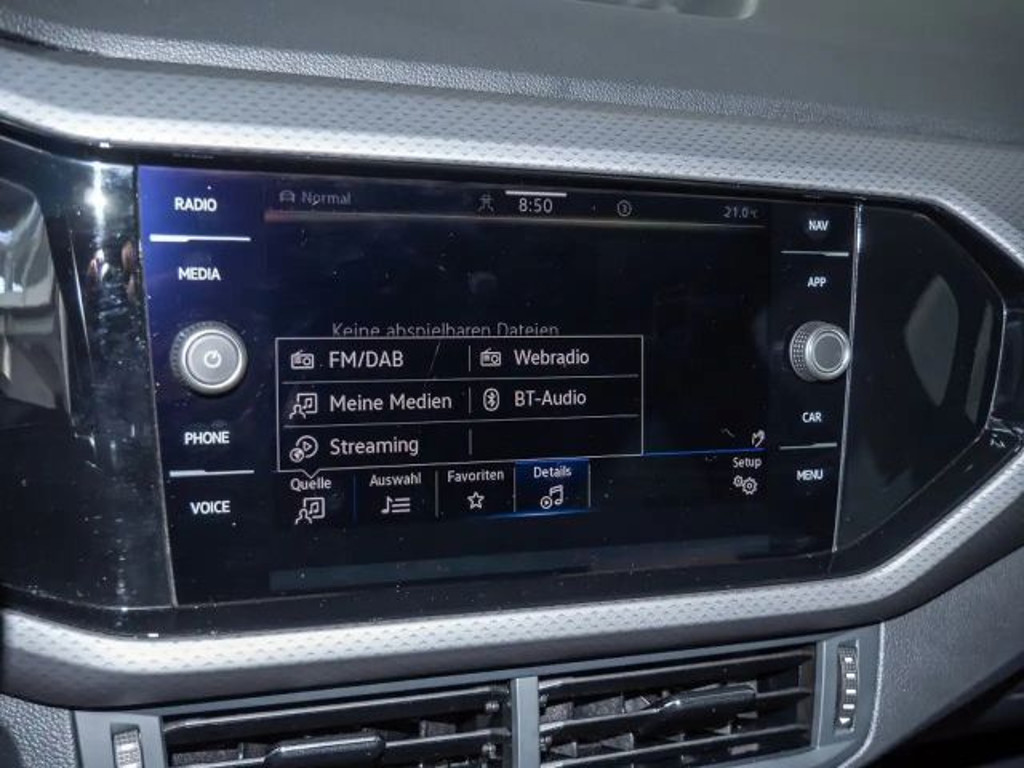 RADIO
MEDIA
PHONE
VOICE
Normal
8:50
21.0°C
Keine abspielbaren Dateien
FM/DAB
Webradio
Meine Medien
BT-Audio
Streaming
Quelle
Auswahl
Favoriten
Details
Setup
NAV
APP
CAR
MENU